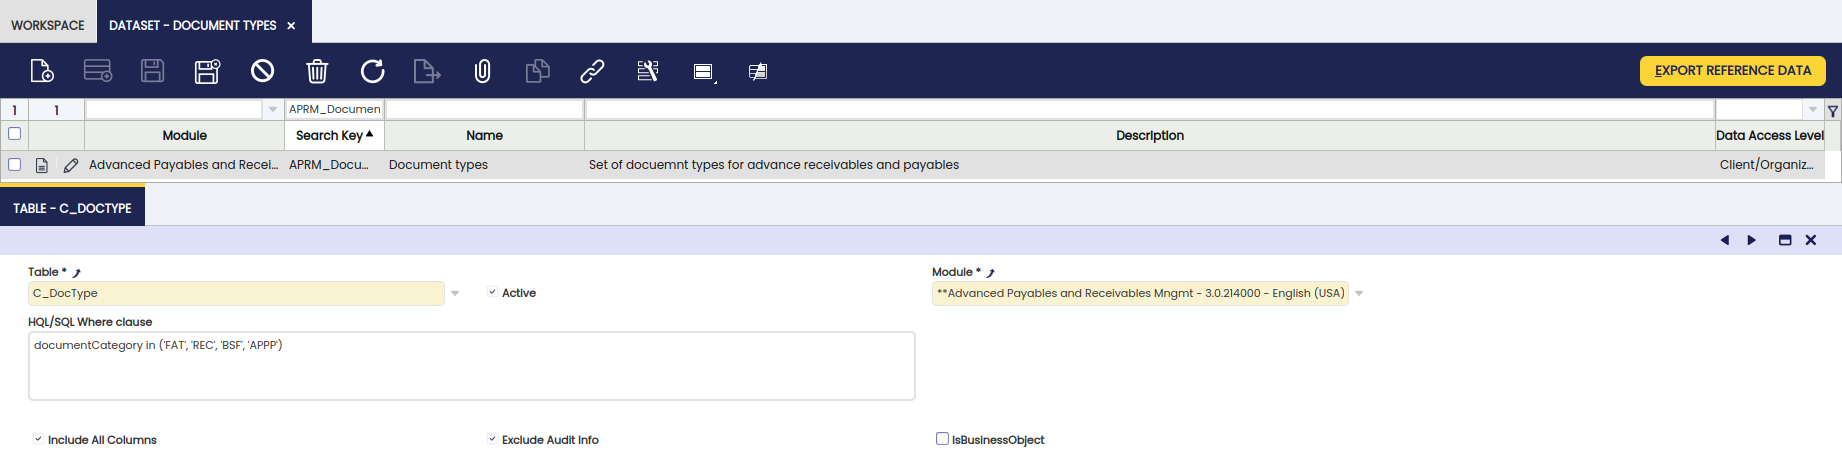 WORKSPACE DATASET - DOCUMENT TYPES ×
EXPORT REFERENCE DATA
1 1 APRM_Documen
Module Search Key Name Description Data Access Level
Advanced Payables and Recei... APRM_Docu... Document types Set of docuemnt types for advance receivables and payables Client/Organiz...
TABLE - C_DOCTYPE
Table * Module *
C_DocType Active **Advanced Payables and Receivables Mngmt - 3.0.214000 - English (USA)
HQL/SQL Where clause
documentCategory in ('FAT', 'REC', 'BSF', 'APPP')
Include All Columns Exclude Audit Info IsBusinessObject